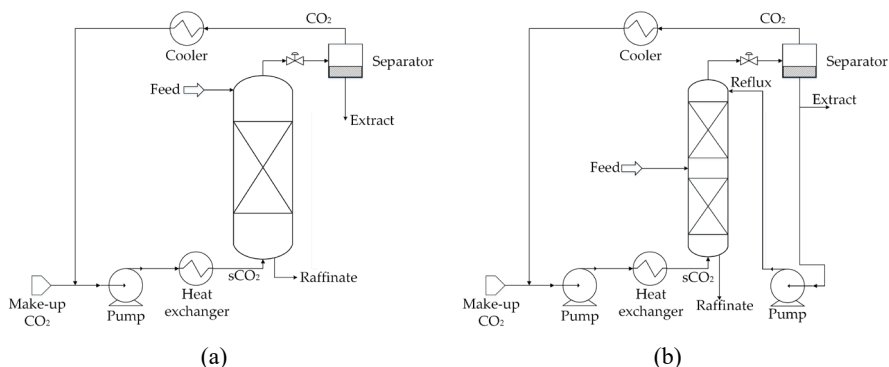 CO₂
Cooler
Separator
Feed
Extract
sCO₂
Raffinate
Make-up
CO₂
Pump
Heat
exchanger
(a)
CO₂
Cooler
Separator
Reflux
Extract
Feed
sCO₂
Raffinate
Make-up
CO₂
Pump
Heat
exchanger
Pump
(b)